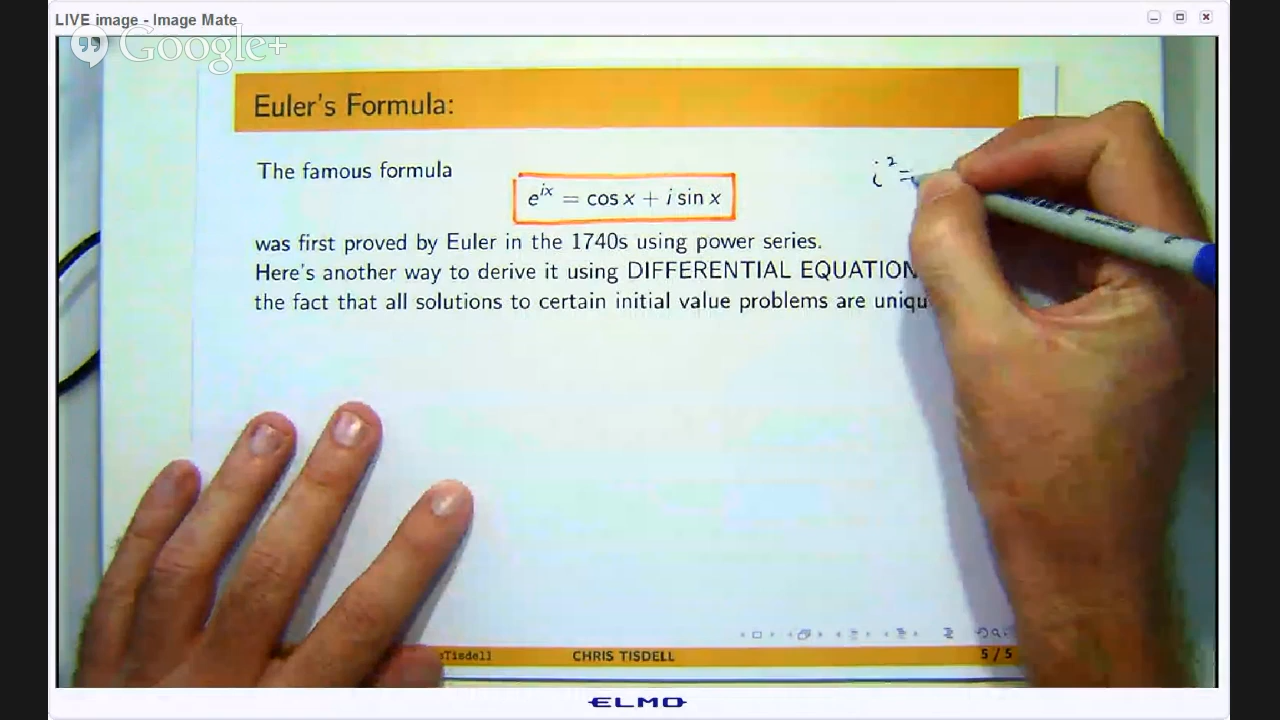 LIVE image - Image Mate
Google+
Euler's Formula:
The famous formula
i² =
e^{ix} = cos x + i sin x
was first proved by Euler in the 1740s using power series.
Here's another way to derive it using DIFFERENTIAL
the fact that all solutions to certain initial value problems are
CHRIS TISDELL
5 / 5
ELMO